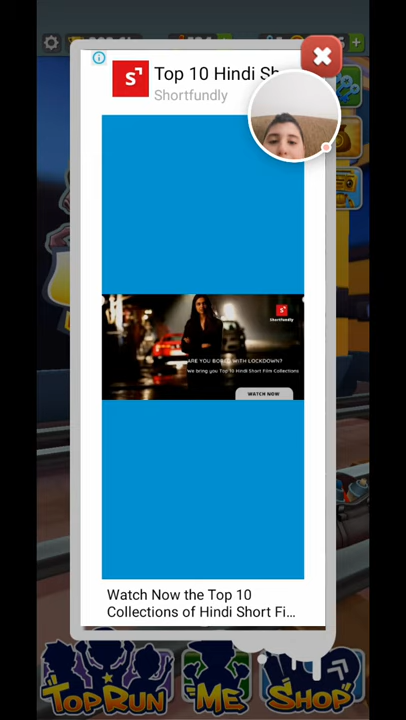 Top 10 Hindi Sh
Shortfundly
Shortfundly
ARE YOU BORED WITH LOCKDOWN?
We bring you Top 10 Hindi Short Film Collections
WATCH NOW
Watch Now the Top 10
Collections of Hindi Short Fi...
TOP RUN
ME
SHOP